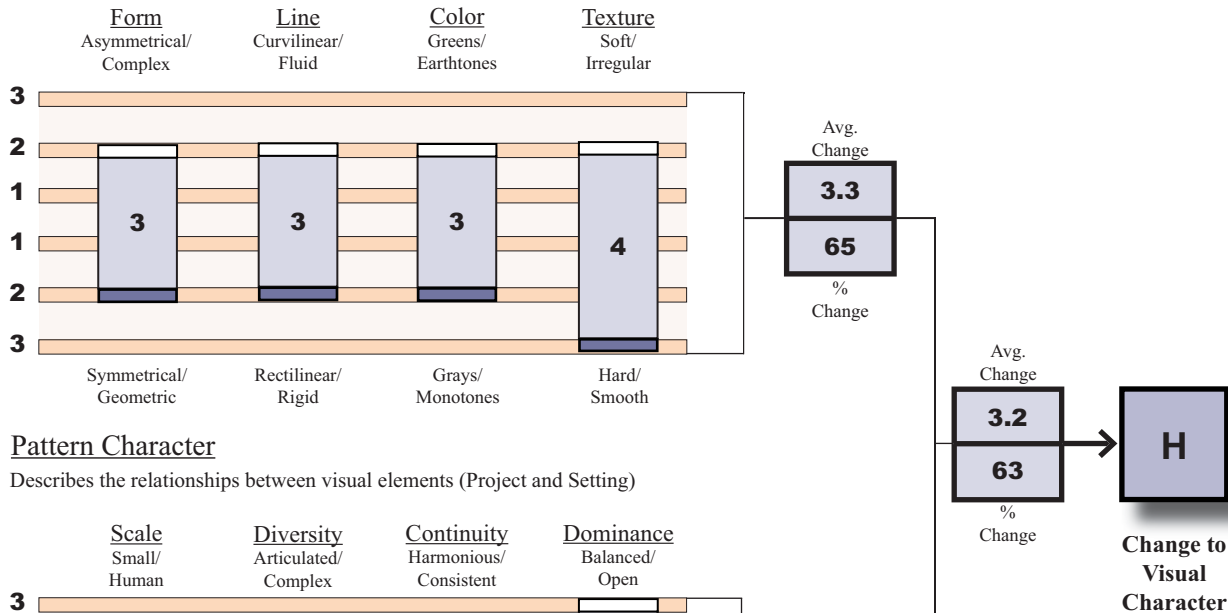 Form Line Color Texture
Asymmetrical/ Curvilinear/ Greens/ Soft/
Complex Fluid Earthtones Irregular
3
2
1
1
2
3
3 3 3 4
Symmetrical/ Rectilinear/ Grays/ Hard/
Geometric Rigid Monotones Smooth
Avg.
Change
3.3
65
%
Change
Avg.
Change
3.2
63
%
Change
H
Change to
Visual
Character
Pattern Character
Describes the relationships between visual elements (Project and Setting)
Scale Diversity Continuity Dominance
Small/ Articulated/ Harmonious/ Balanced/
Human Complex Consistent Open
3